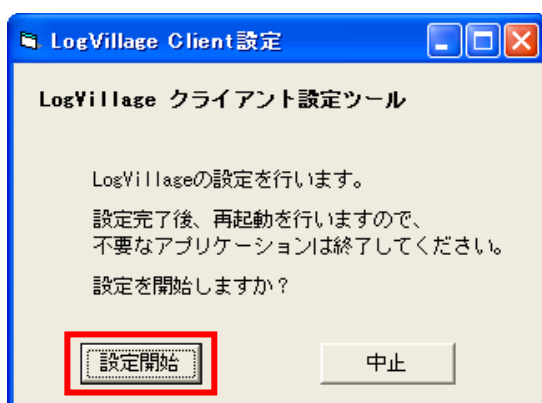 LogVillage Client設定
LogVillage クライアント設定ツール
LogVillageの設定を行います。
設定完了後、再起動を行いますので、
不要なアプリケーションは終了してください。
設定を開始しますか？
設定開始
中止